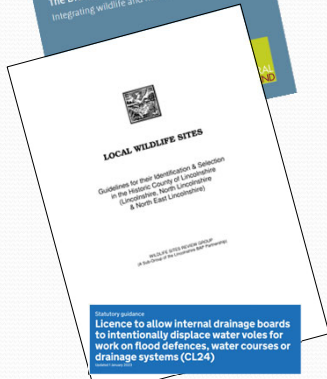 Integrating wildlife and
LOCAL WILDLIFE SITES
Guidelines for their Identification & Selection
in the Historic County of Lincolnshire
(Lincolnshire, North Lincolnshire
& North East Lincolnshire)
WILDLIFE SITES REVIEW GROUP
(A Sub-Group of the Lincolnshire BAP Partnership)
Statutory guidance
Licence to allow internal drainage boards
to intentionally displace water voles for
work on flood defences, water courses or
drainage systems (CL24)